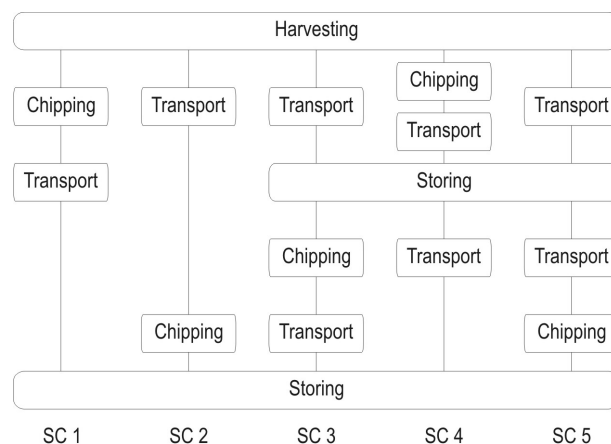 Harvesting
Chipping
Chipping Transport Transport Transport
Transport
Transport Storing
Chipping Transport Transport
Chipping Transport Chipping
Storing
SC 1 SC 2 SC 3 SC 4 SC 5